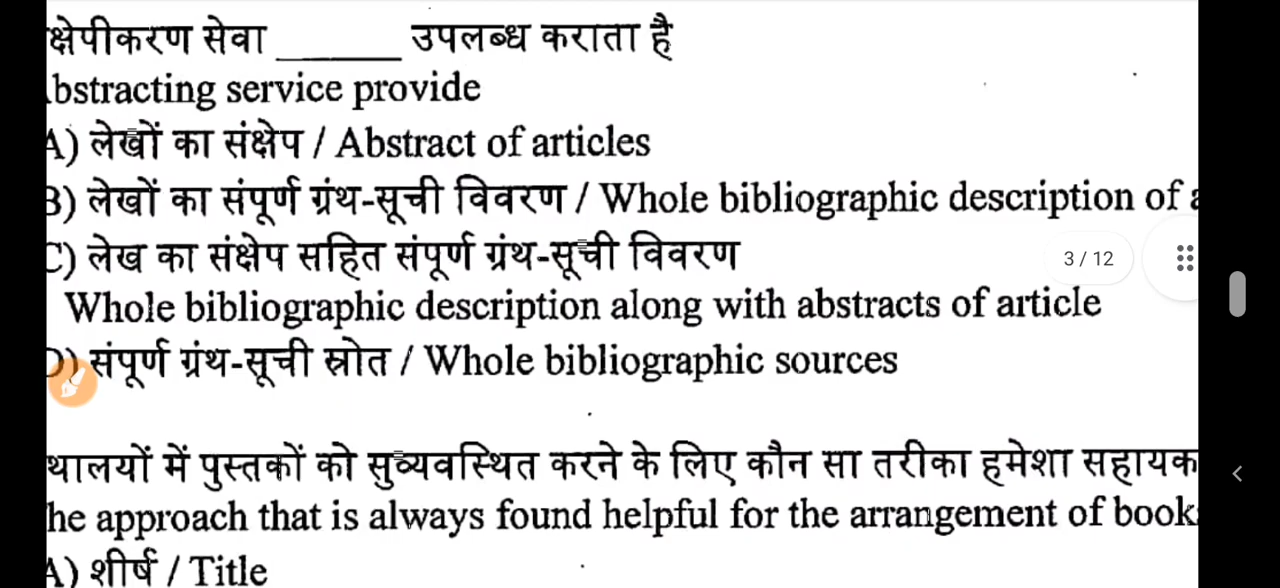 क्षेपीकरण सेवा ______ उपलब्ध कराता है
bstracting service provide
A) लेखों का संक्षेप / Abstract of articles
B) लेखों का संपूर्ण ग्रंथ-सूची विवरण / Whole bibliographic description of a
C) लेख का संक्षेप सहित संपूर्ण ग्रंथ-सूची विवरण
3 / 12
Whole bibliographic description along with abstracts of article
D) संपूर्ण ग्रंथ-सूची स्रोत / Whole bibliographic sources
थालयों में पुस्तकों को सुव्यवस्थित करने के लिए कौन सा तरीका हमेशा सहायक
he approach that is always found helpful for the arrangement of book
A) शीर्ष / Title